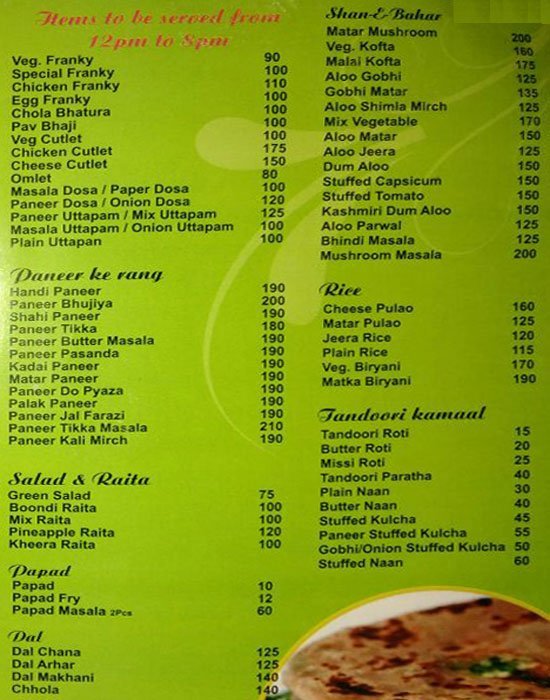 Items to be served from
12pm to 8pm
Veg. Franky 90
Special Franky 100
Chicken Franky 110
Egg Franky 100
Chola Bhatura 100
Pav Bhaji 100
Veg Cutlet 100
Chicken Cutlet 175
Cheese Cutlet 150
Omlet 80
Masala Dosa / Paper Dosa 100
Paneer Dosa / Onion Dosa 120
Paneer Uttapam / Mix Uttapam 125
Masala Uttapam / Onion Uttapam 100
Plain Uttapan 100
Paneer ke rang
Handi Paneer 190
Paneer Bhujiya 200
Shahi Paneer 190
Paneer Tikka 180
Paneer Butter Masala 190
Paneer Pasanda 190
Kadai Paneer 190
Matar Paneer 190
Paneer Do Pyaza 190
Palak Paneer 190
Paneer Jal Farazi 190
Paneer Tikka Masala 210
Paneer Kali Mirch 190
Salad & Raita
Green Salad 75
Boondi Raita 100
Mix Raita 100
Pineapple Raita 120
Kheera Raita 100
Papad
Papad 10
Papad Fry 12
Papad Masala 2Pcs 60
Dal
Dal Chana 125
Dal Arhar 125
Dal Makhani 140
Chhola 140
Shan-E-Bahar
Matar Mushroom 200
Veg. Kofta 160
Malai Kofta 175
Aloo Gobhi 125
Gobhi Matar 135
Aloo Shimla Mirch 125
Mix Vegetable 170
Aloo Matar 150
Aloo Jeera 125
Dum Aloo 150
Stuffed Capsicum 150
Stuffed Tomato 150
Kashmiri Dum Aloo 150
Aloo Parwal 125
Bhindi Masala 125
Mushroom Masala 200
Rice
Cheese Pulao 160
Matar Pulao 125
Jeera Rice 120
Plain Rice 115
Veg. Biryani 170
Matka Biryani 190
Tandoori kamaal
Tandoori Roti 15
Butter Roti 20
Missi Roti 25
Tandoori Paratha 40
Plain Naan 30
Butter Naan 40
Stuffed Kulcha 45
Paneer Stuffed Kulcha 55
Gobhi/Onion Stuffed Kulcha 50
Stuffed Naan 60